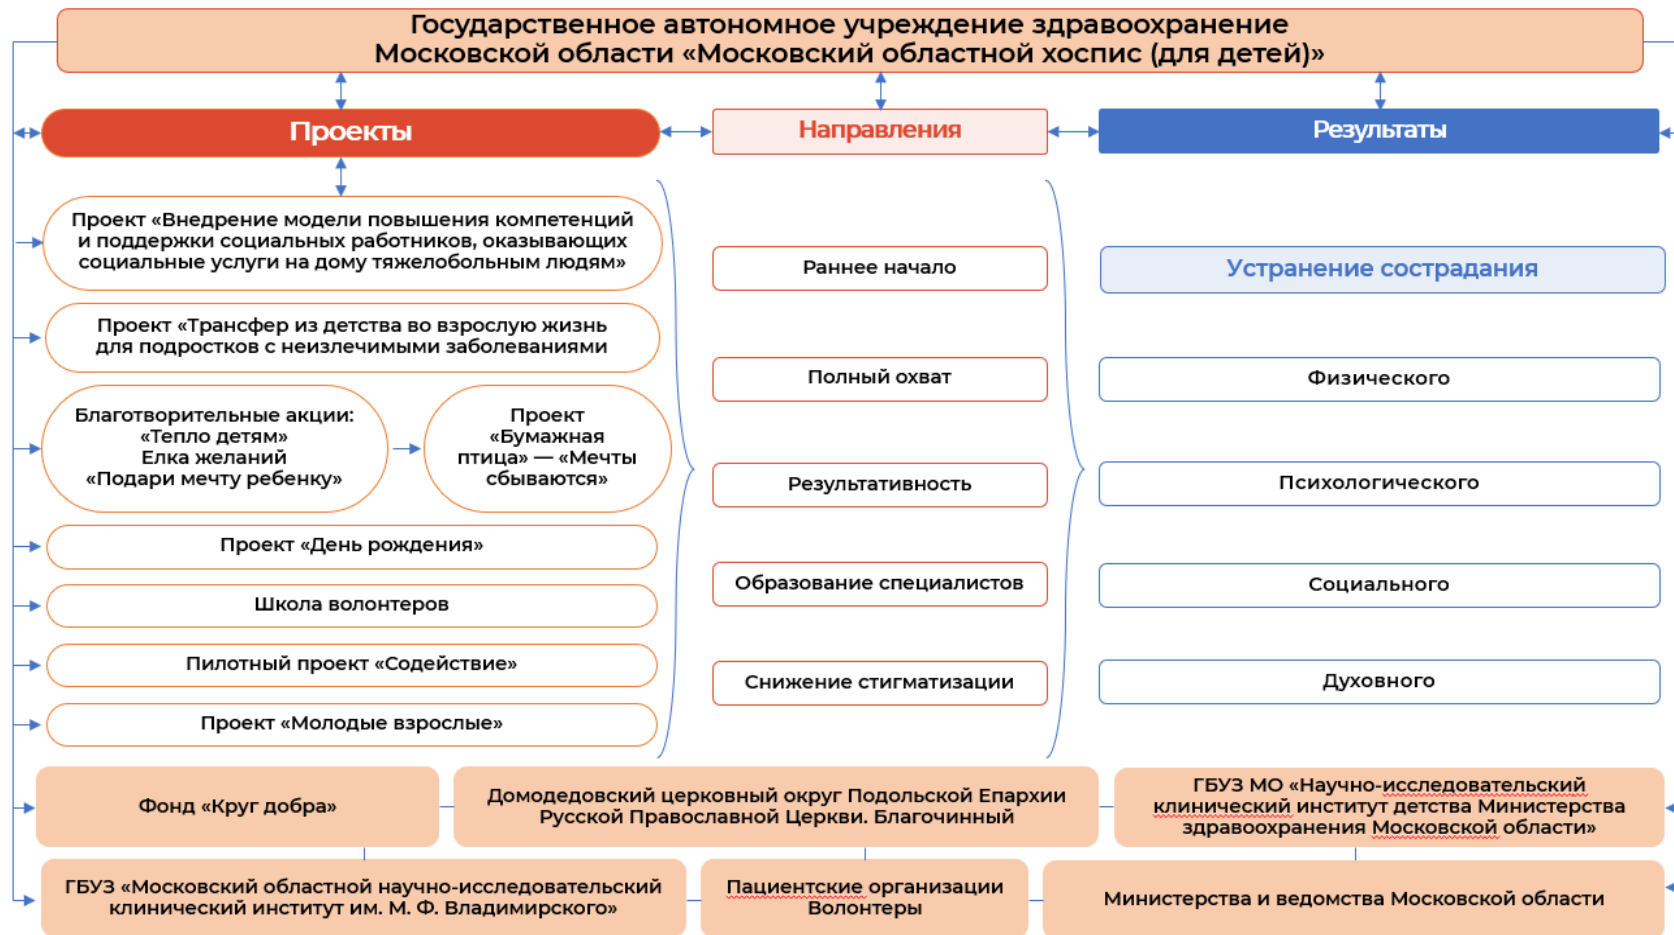 Государственное автономное учреждение здравоохранение
Московской области «Московский областной хоспис (для детей)»
Проекты
Направления
Результаты
Проект «Внедрение модели повышения компетенций
и поддержки социальных работников, оказывающих
социальные услуги на дому тяжелобольным людям»
Проект «Трансфер из детства во взрослую жизнь
для подростков с неизлечимыми заболеваниями
Благотворительные акции:
«Тепло детям»
Елка желаний
«Подари мечту ребенку»
Проект
«Бумажная
птица» — «Мечты
сбываются»
Проект «День рождения»
Школа волонтеров
Пилотный проект «Содействие»
Проект «Молодые взрослые»
Раннее начало
Полный охват
Результативность
Образование специалистов
Снижение стигматизации
Устранение сострадания
Физического
Психологического
Социального
Духовного
Фонд «Круг добра»
Домодедовский церковный округ Подольской Епархии
Русской Православной Церкви. Благочинный
ГБУЗ МО «Научно-исследовательский
клинический институт детства Министерства
здравоохранения Московской области»
ГБУЗ «Московский областной научно-исследовательский
клинический институт им. М. Ф. Владимирского»
Пациентские организации
Волонтеры
Министерства и ведомства Московской области